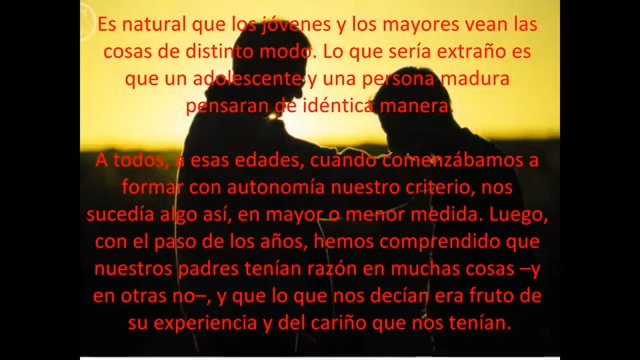 Es natural que los jóvenes y los mayores vean las
cosas de distinto modo. Lo que sería extraño es
que un adolescente y una persona madura
pensaran de idéntica manera.
A todos, a esas edades, cuando comenzábamos a
formar con autonomía nuestro criterio, nos
sucedía algo así, en mayor o menor medida. Luego,
con el paso de los años, hemos comprendido que
nuestros padres tenían razón en muchas cosas –y
en otras no–, y que lo que nos decían era fruto de
su experiencia y del cariño que nos tenían.